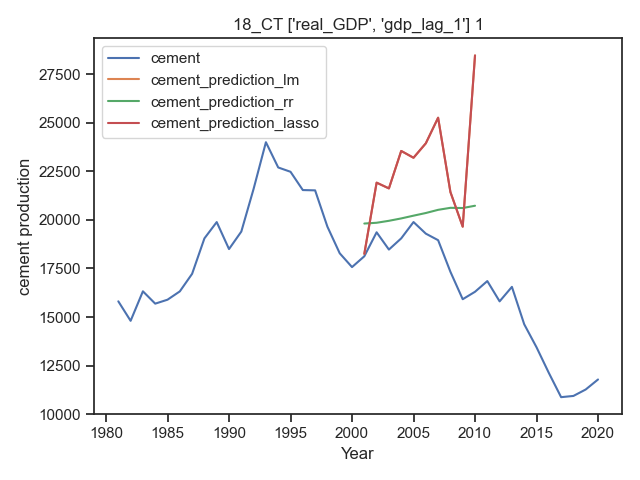 18_CT ['real_GDP', 'gdp_lag_1'] 1
cement
cement_prediction_lm
cement_prediction_rr
cement_prediction_lasso
cement production
27500
25000
22500
20000
17500
15000
12500
10000
1980 1985 1990 1995 2000 2005 2010 2015 2020
Year